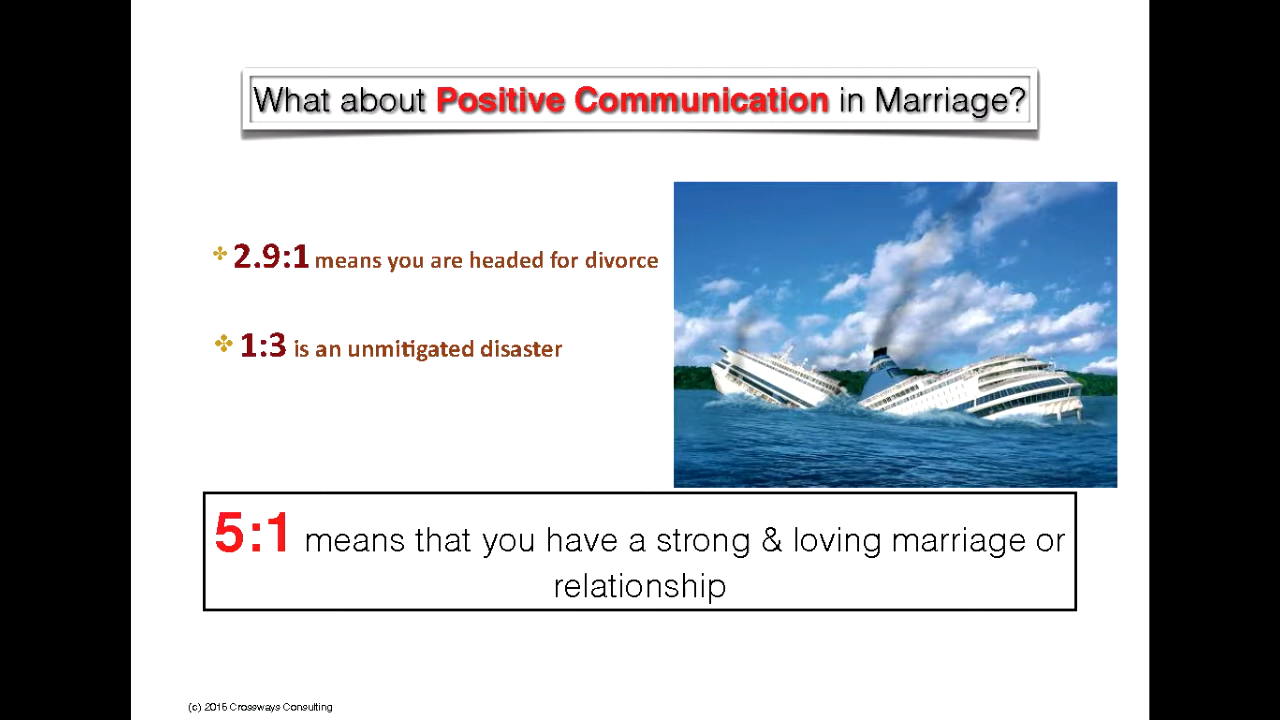 What about Positive Communication in Marriage?
✤ 2.9:1 means you are headed for divorce
✤ 1:3 is an unmitigated disaster
5:1 means that you have a strong & loving marriage or
relationship
(c) 2015 Crossways Consulting